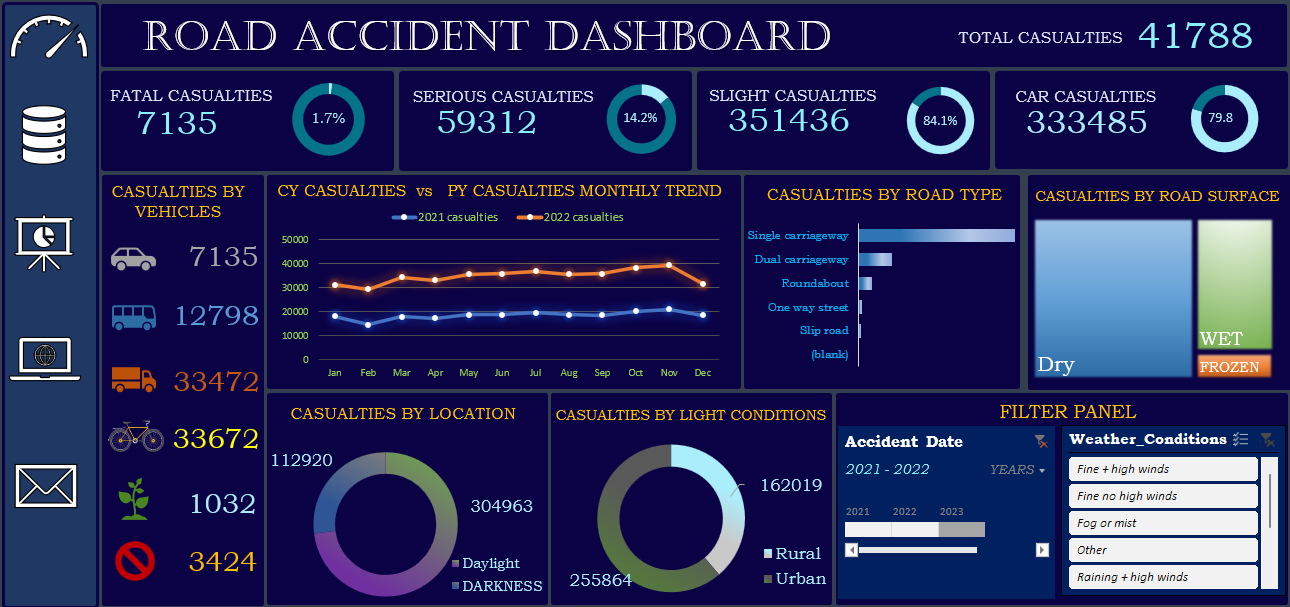 ROAD ACCIDENT DASHBOARD
TOTAL CASUALTIES 41788
FATAL CASUALTIES
7135
1.7%
SERIOUS CASUALTIES
59312
14.2%
SLIGHT CASUALTIES
351436
84.1%
CAR CASUALTIES
333485
79.8
CASUALTIES BY
VEHICLES
7135
12798
33472
33672
1032
3424
CY CASUALTIES vs PY CASUALTIES MONTHLY TREND
2021 casualties 2022 casualties
50000
40000
30000
20000
10000
0
Jan Feb Mar Apr May Jun Jul Aug Sep Oct Nov Dec
CASUALTIES BY ROAD TYPE
Single carriageway
Dual carriageway
Roundabout
One way street
Slip road
(blank)
CASUALTIES BY ROAD SURFACE
Dry
WET
FROZEN
CASUALTIES BY LOCATION
112920
304963
Daylight
DARKNESS
CASUALTIES BY LIGHT CONDITIONS
162019
255864
Rural
Urban
FILTER PANEL
Accident Date
2021 - 2022
YEARS
2021 2022 2023
Weather_Conditions
Fine + high winds
Fine no high winds
Fog or mist
Other
Raining + high winds